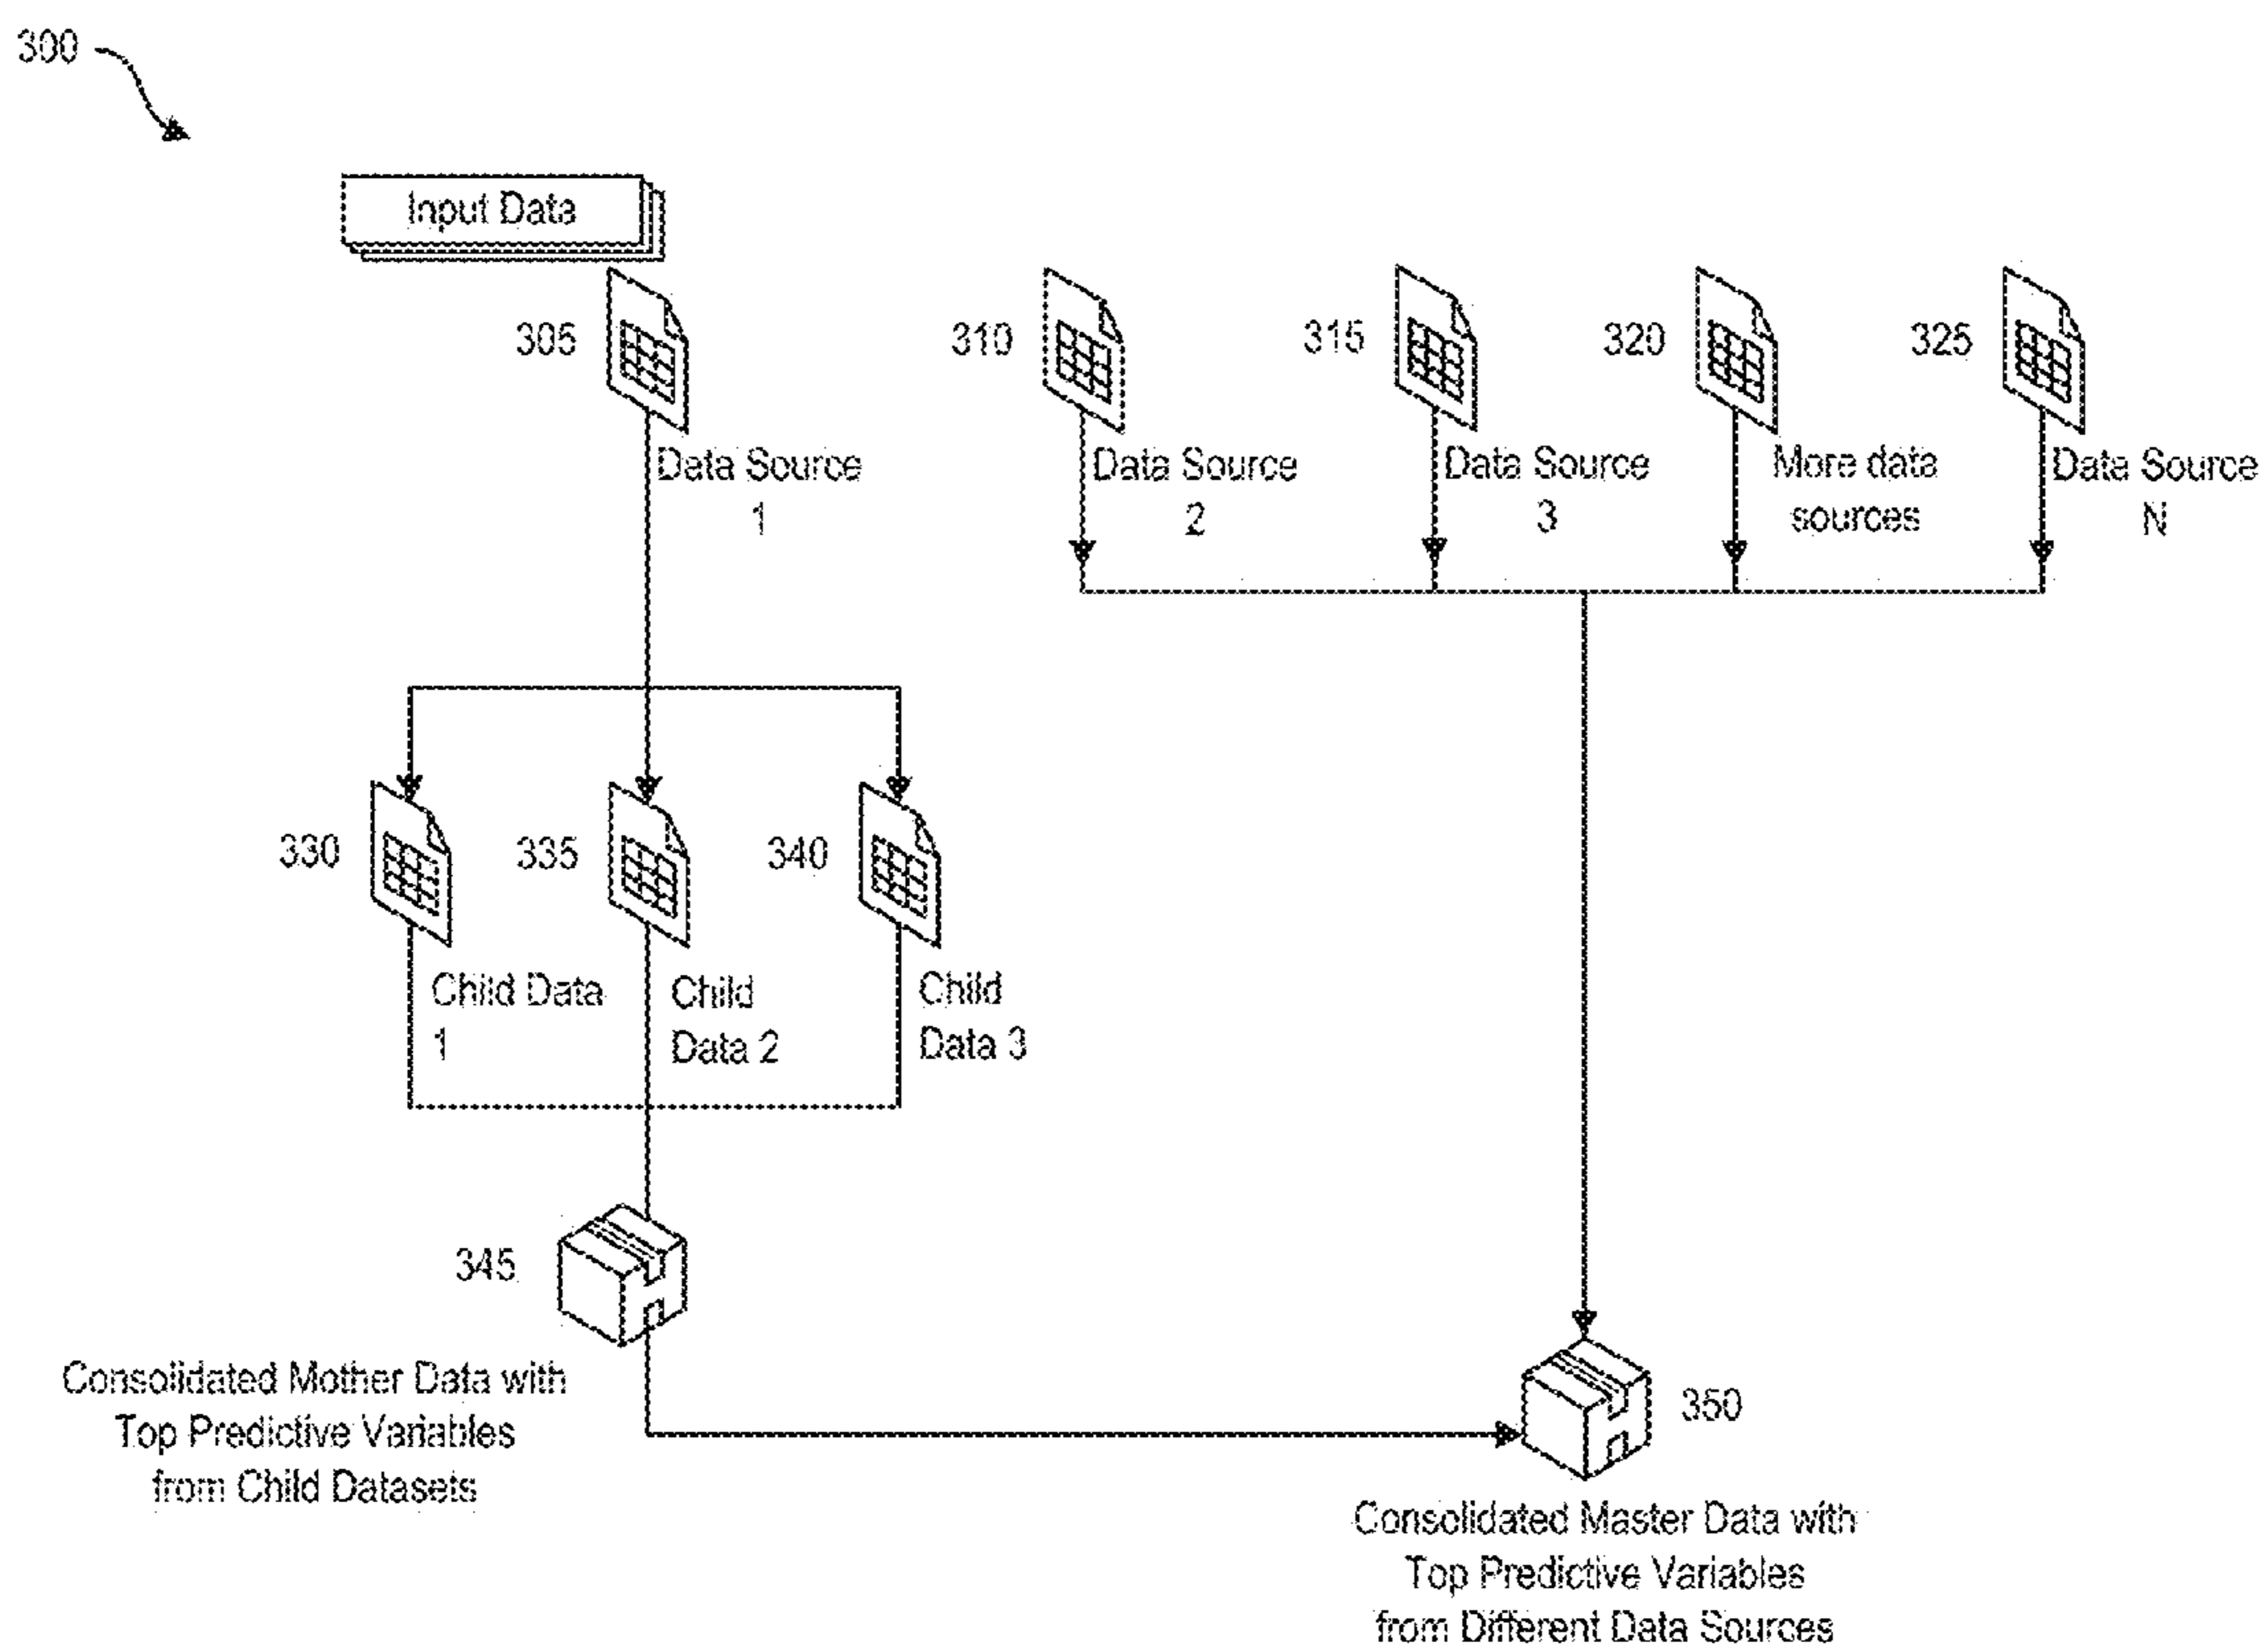 300
Input Data
305
310
315
320
325
Data Source
1
Data Source
2
Data Source
3
More data
sources
Data Source
N
330
335
340
Child Data
1
Child
Data 2
Child
Data 3
345
Consolidated Mother Data with
Top Predictive Variables
from Child Datasets
350
Consolidated Master Data with
Top Predictive Variables
from Different Data Sources